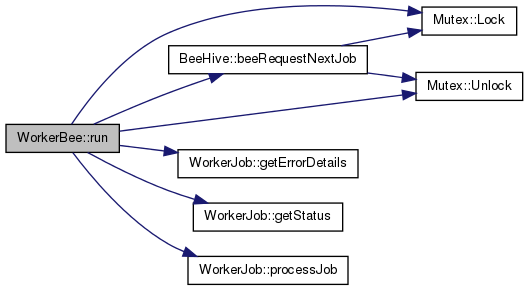 Mutex::Lock
BeeHive::beeRequestNextJob
Mutex::Unlock
WorkerBee::run
WorkerJob::getErrorDetails
WorkerJob::getStatus
WorkerJob::processJob